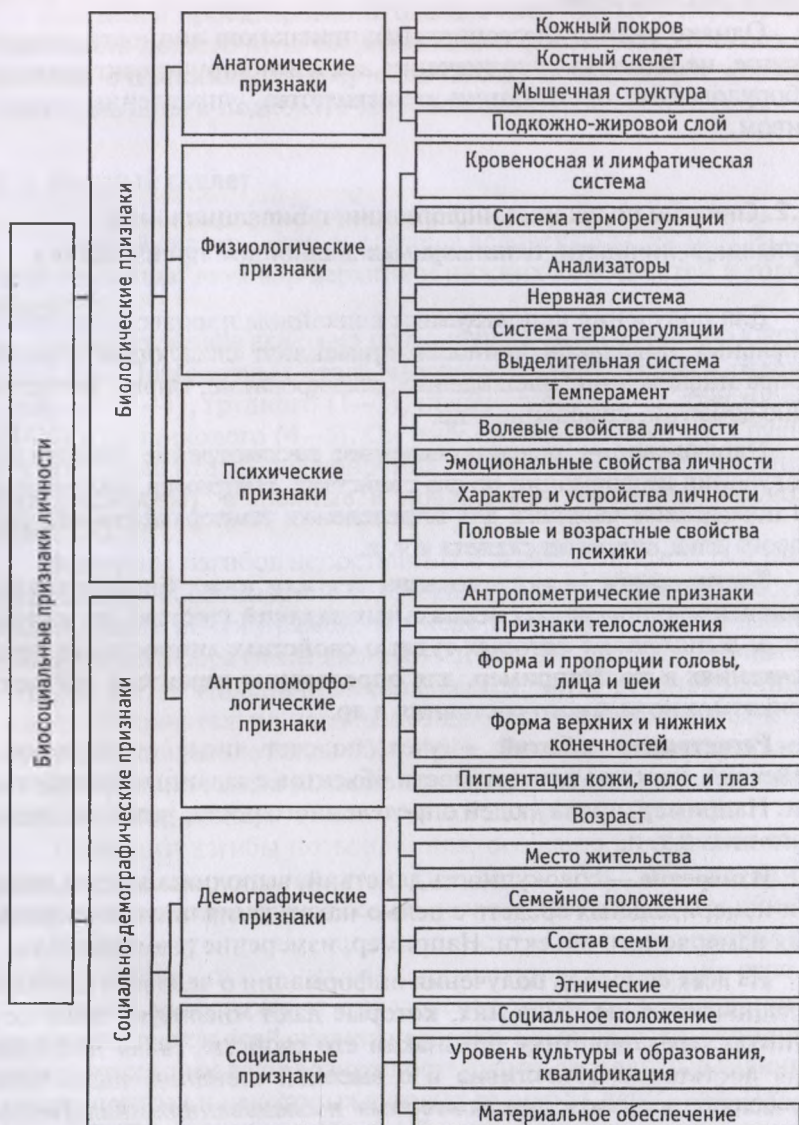 Биосоциальные признаки личности
Биологические признаки
Анатомические
признаки
Кожный покров
Костный скелет
Мышечная структура
Подкожно-жировой слой
Физиологические
признаки
Кровеносная и лимфатическая
система
Система терморегуляции
Анализаторы
Нервная система
Система терморегуляции
Выделительная система
Психические
признаки
Темперамент
Волевые свойства личности
Эмоциональные свойства личности
Характер и устройства личности
Половые и возрастные свойства
психики
Социально-демографические признаки
Антропоморфо-
логические
признаки
Антропометрические признаки
Признаки телосложения
Форма и пропорции головы,
лица и шеи
Форма верхних и нижних
конечностей
Пигментация кожи, волос и глаз
Демографические
признаки
Возраст
Место жительства
Семейное положение
Состав семьи
Этнические
Социальные
признаки
Социальное положение
Уровень культуры и образования,
квалификация
Материальное обеспечение